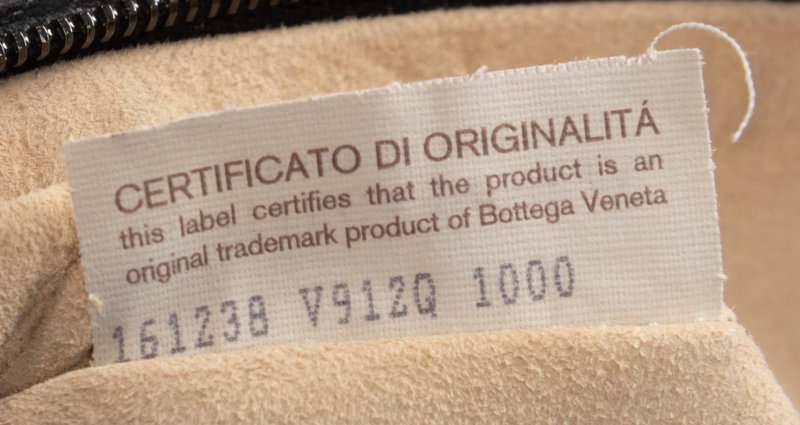 CERTIFICATO DI ORIGINALITÁ
this label certifies that the product is an
original trademark product of Bottega Veneta
161238 V912Q 1000